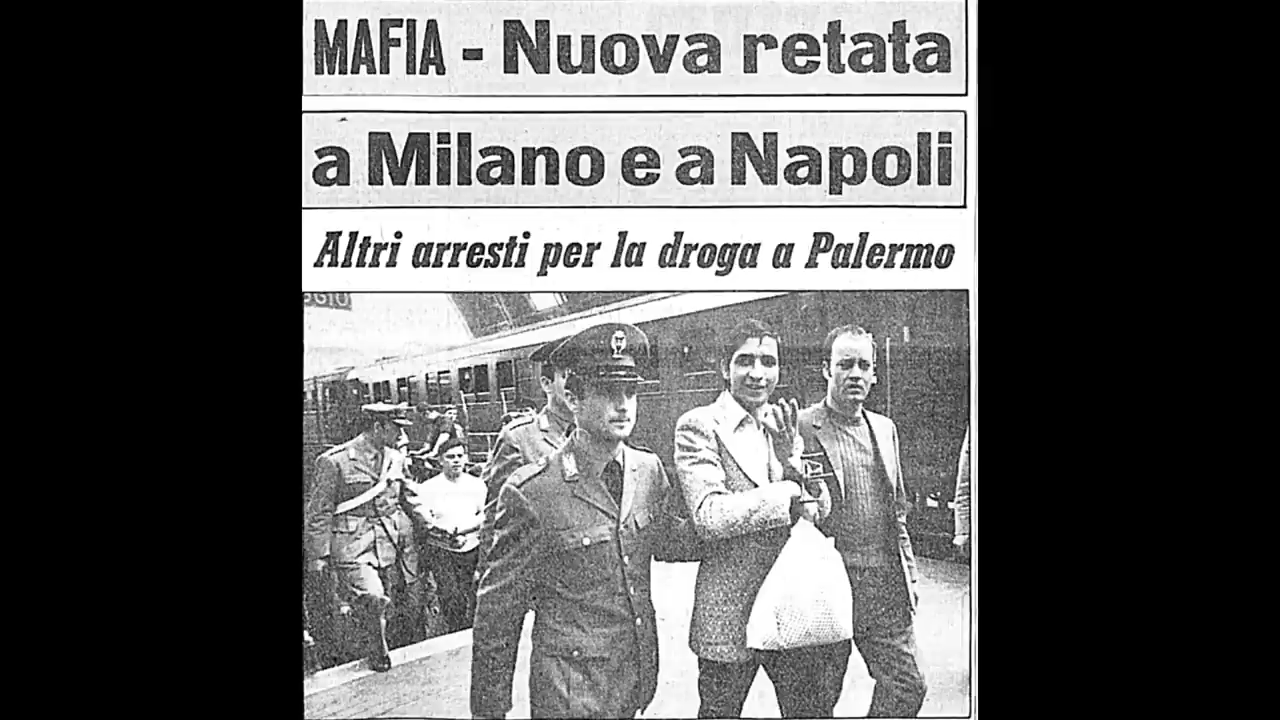 MAFIA - Nuova retata
a Milano e a Napoli
Altri arresti per la droga a Palermo